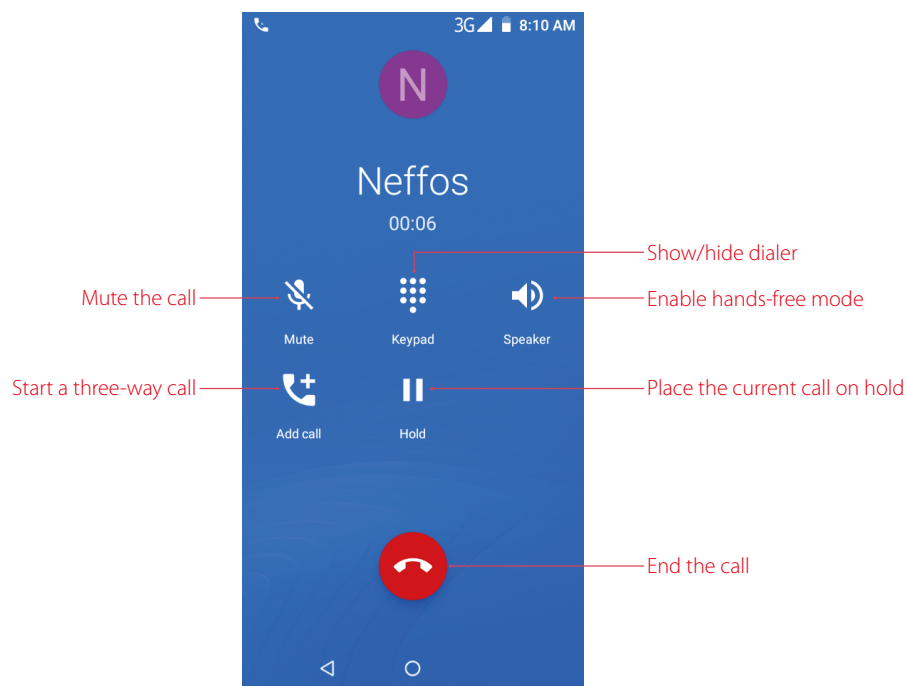 3G 8:10 AM
N
Neffos
00:06
Show/hide dialer
Mute the call
Enable hands-free mode
Mute Keypad Speaker
Start a three-way call
Place the current call on hold
Add call Hold
End the call